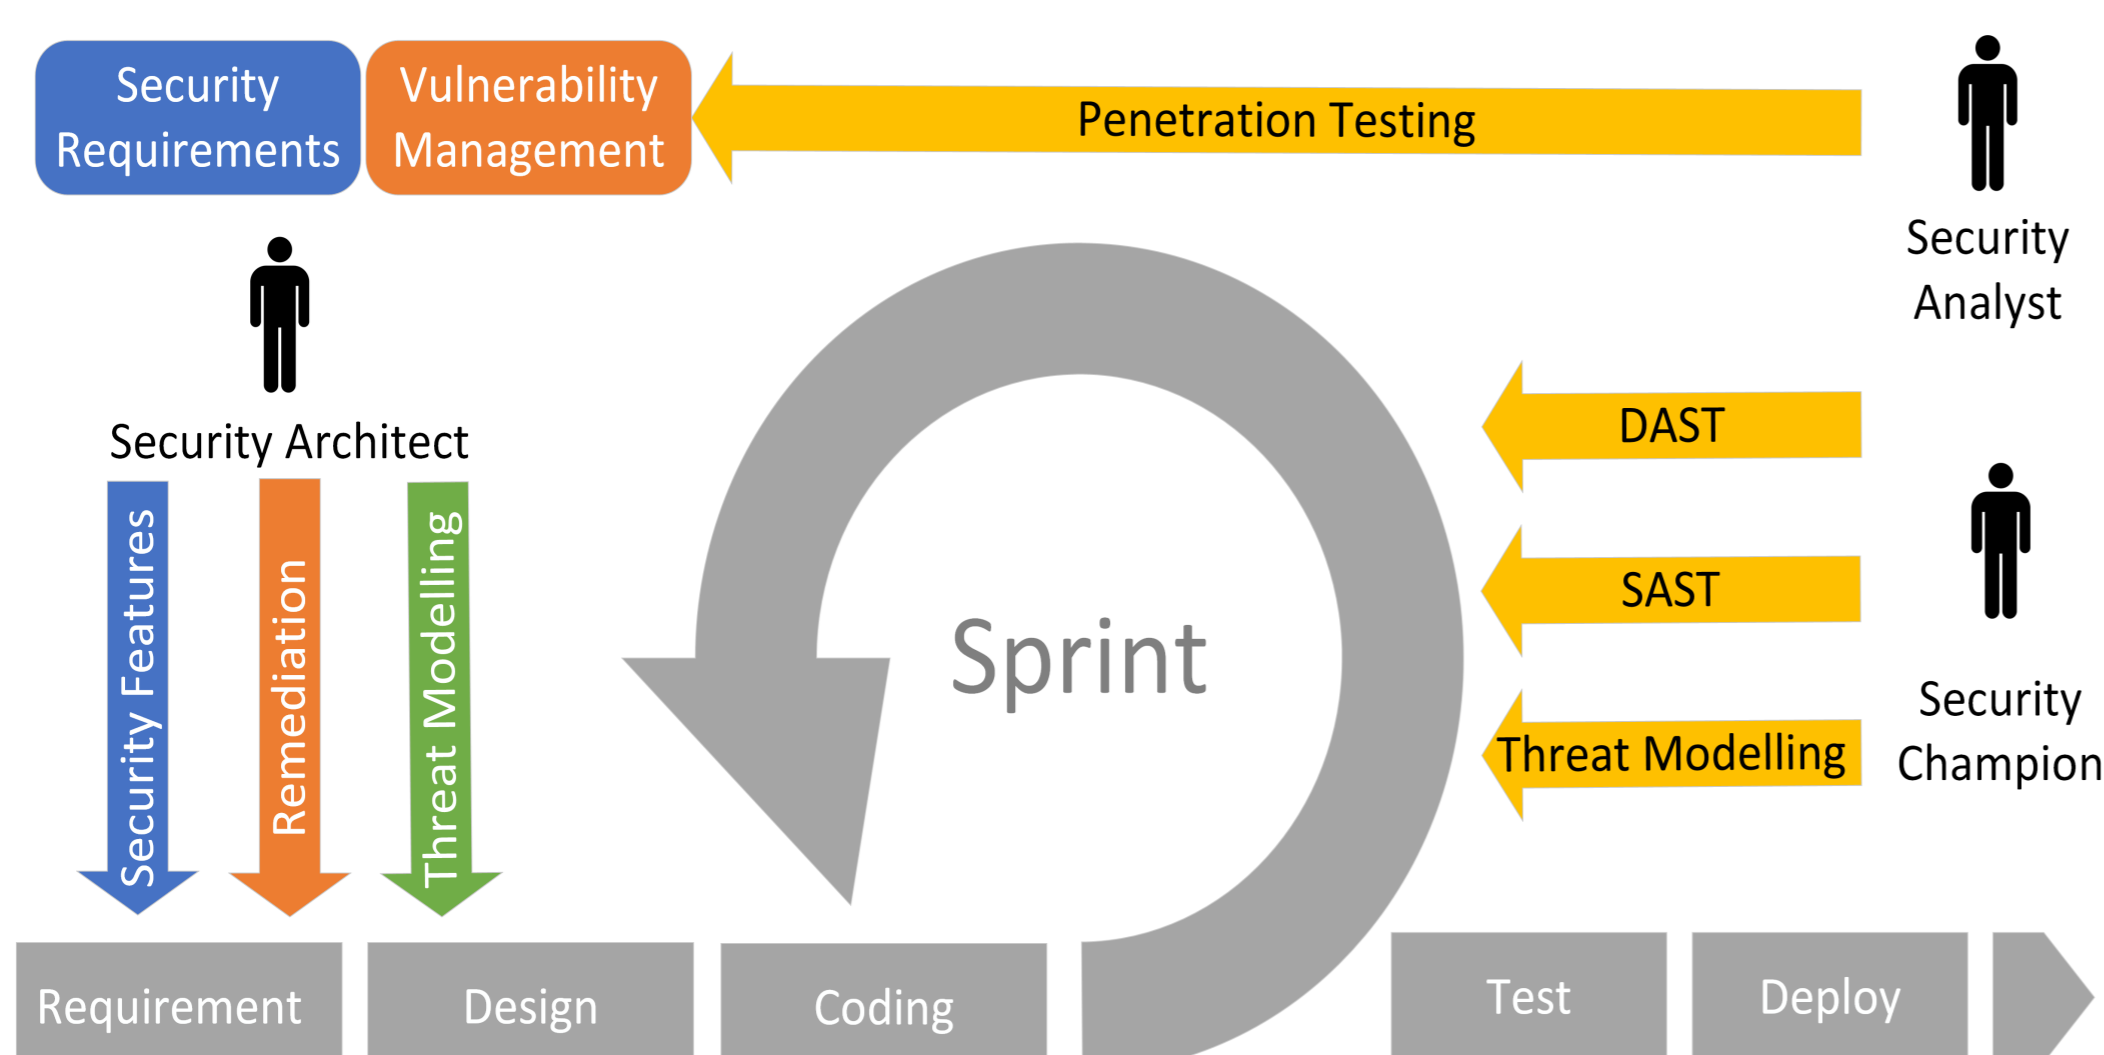 Security
Requirements
Vulnerability
Management
Penetration Testing
Security
Analyst
Security Architect
Security Features
Remediation
Threat Modelling
Sprint
DAST
SAST
Threat Modelling
Security
Champion
Requirement
Design
Coding
Test
Deploy